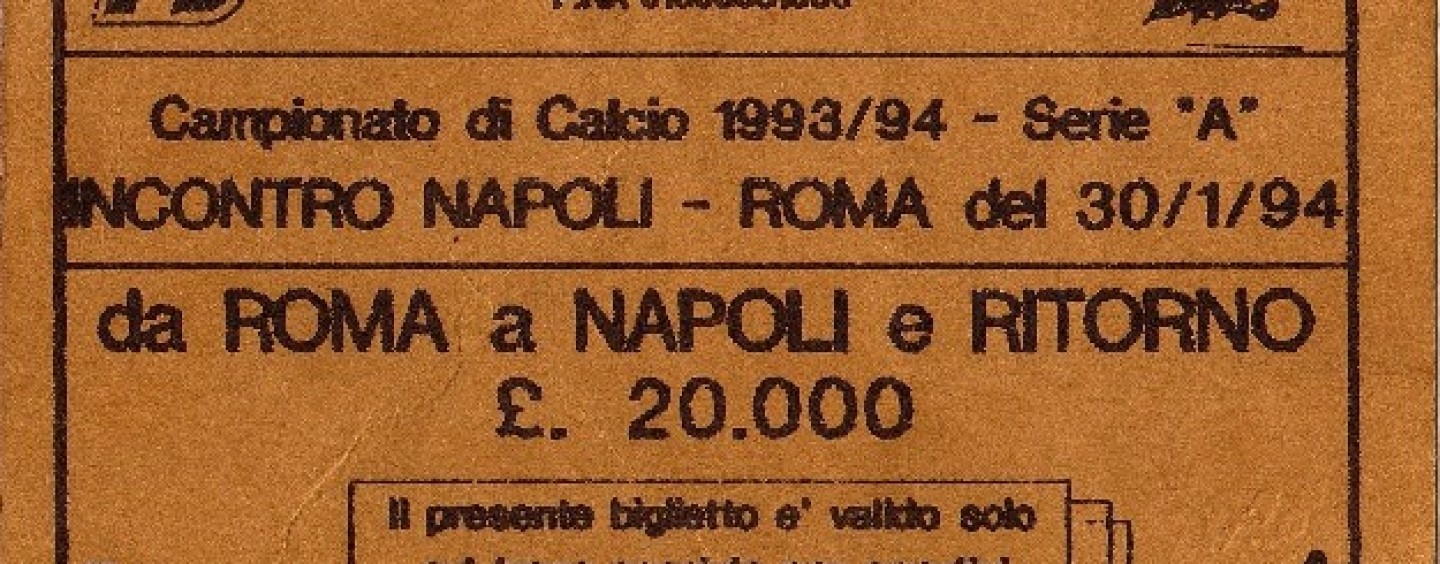 Campionato di Calcio 1993/94 - Serie "A"
INCONTRO NAPOLI - ROMA del 30/1/94
da ROMA a NAPOLI e RITORNO
£. 20.000
Il presente biglietto e' valido solo